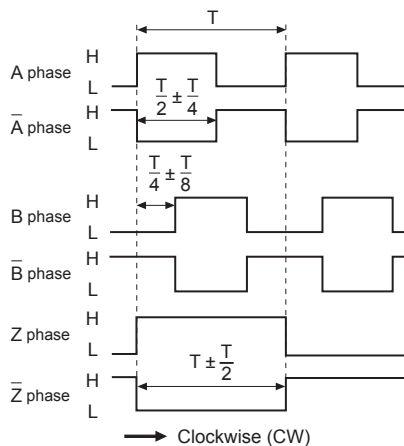 T
H
A phase
L
T/2 ± T/4
H
A̅ phase
L
T/4 ± T/8
H
B phase
L
H
B̅ phase
L
H
Z phase
L
T ± T/2
H
Z̅ phase
L
Clockwise (CW)